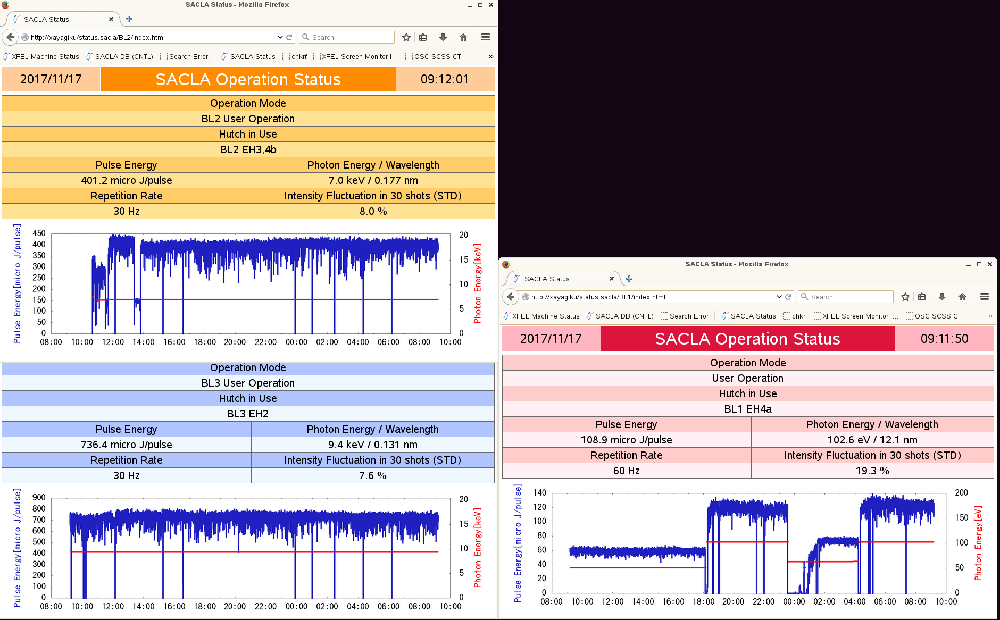 SACLA Status - Mozilla Firefox
SACLA Status
http://xayagiku/status.sacla/BL2/index.html
Search
XFEL Machine Status SACLA DB (CNTL) Search Error SACLA Status chkrf XFEL Screen Monitor I... OSC SCSS CT »
2017/11/17 SACLA Operation Status 09:12:01
Operation Mode
BL2 User Operation
Hutch in Use
BL2 EH3,4b
Pulse Energy Photon Energy / Wavelength
401.2 micro J/pulse 7.0 keV / 0.177 nm
Repetition Rate Intensity Fluctuation in 30 shots (STD)
30 Hz 8.0 %
Pulse Energy[micro J/pulse]
450
400
350
300
250
200
150
100
50
0
20
15
10
5
0
Photon Energy[keV]
08:00 10:00 12:00 14:00 16:00 18:00 20:00 22:00 00:00 02:00 04:00 06:00 08:00 10:00
Operation Mode
BL3 User Operation
Hutch in Use
BL3 EH2
Pulse Energy Photon Energy / Wavelength
736.4 micro J/pulse 9.4 keV / 0.131 nm
Repetition Rate Intensity Fluctuation in 30 shots (STD)
30 Hz 7.6 %
Pulse Energy[micro J/pulse]
900
800
700
600
500
400
300
200
100
0
20
15
10
5
0
Photon Energy[keV]
08:00 10:00 12:00 14:00 16:00 18:00 20:00 22:00 00:00 02:00 04:00 06:00 08:00 10:00
SACLA Status - Mozilla Firefox
SACLA Status
http://xayagiku/status.sacla/BL1/index.html
Search
XFEL Machine Status SACLA DB (CNTL) Search Error SACLA Status chkrf XFEL Screen Monitor I... OSC SCSS CT »
2017/11/17 SACLA Operation Status 09:11:50
Operation Mode
User Operation
Hutch in Use
BL1 EH4a
Pulse Energy Photon Energy / Wavelength
108.9 micro J/pulse 102.6 eV / 12.1 nm
Repetition Rate Intensity Fluctuation in 30 shots (STD)
60 Hz 19.3 %
Pulse Energy[micro J/pulse]
140
120
100
80
60
40
20
0
200
150
100
50
0
Photon Energy[eV]
08:00 10:00 12:00 14:00 16:00 18:00 20:00 22:00 00:00 02:00 04:00 06:00 08:00 10:00